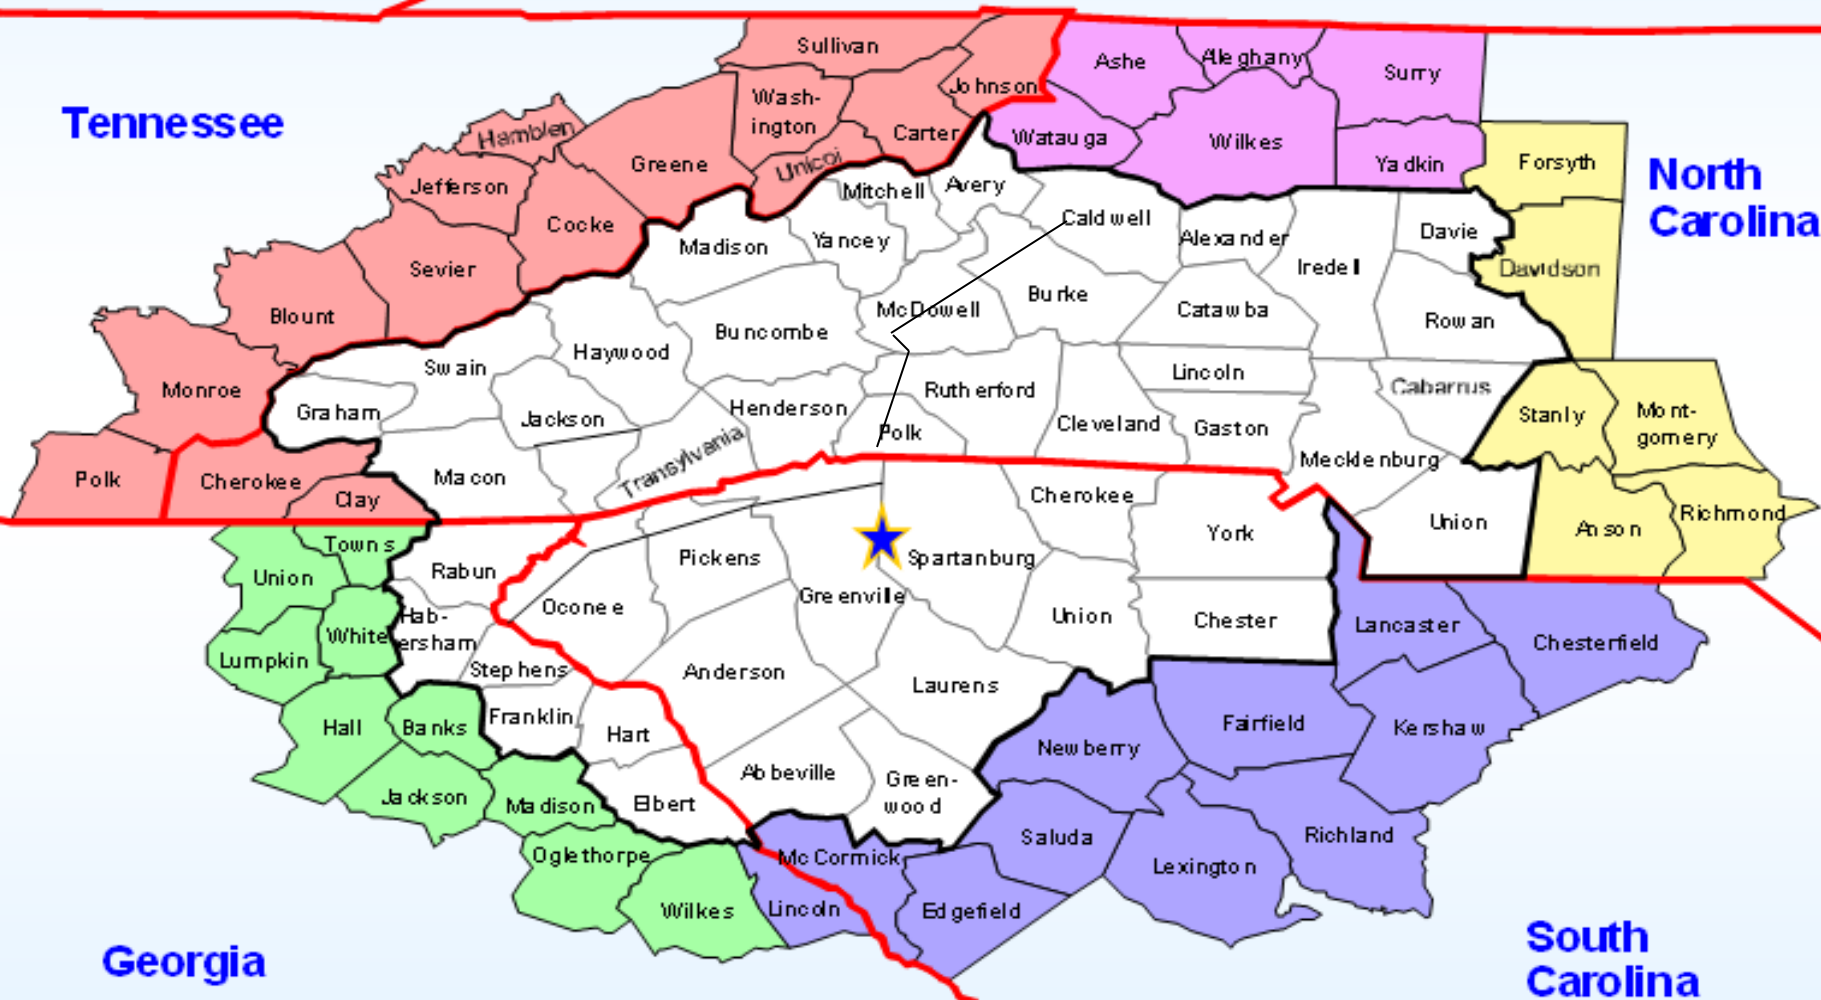 Sullivan
Ashe
Alleghany
Surry
Johnson
Wash-
ington
Tennessee
Hamblen
Carter
Watauga
Wilkes
Yadkin
Forsyth
North
Carolina
Greene
Unicoi
Jefferson
Mitchell
Avery
Cocke
Madison
Yancey
Caldwell
Alexander
Davie
Sevier
Iredell
Davidson
Blount
McDowell
Burke
Catawba
Rowan
Buncombe
Haywood
Swain
Monroe
Lincoln
Cabarrus
Graham
Jackson
Henderson
Rutherford
Cleveland
Gaston
Stanly
Mont-
gomery
Polk
Transylvania
Mecklenburg
Polk
Cherokee
Macon
Clay
Cherokee
York
Union
Anson
Richmond
Towns
Union
Rabun
Pickens
Spartanburg
Oconee
Greenville
Union
Chester
Lancaster
Chesterfield
Hab-
ersham
White
Lumpkin
Stephens
Anderson
Laurens
Hall
Banks
Franklin
Hart
Newberry
Fairfield
Kershaw
Abbeville
Green-
wood
Jackson
Madison
Elbert
Saluda
Richland
Oglethorpe
McCormick
Lexington
Wilkes
Lincoln
Edgefield
Georgia
South
Carolina